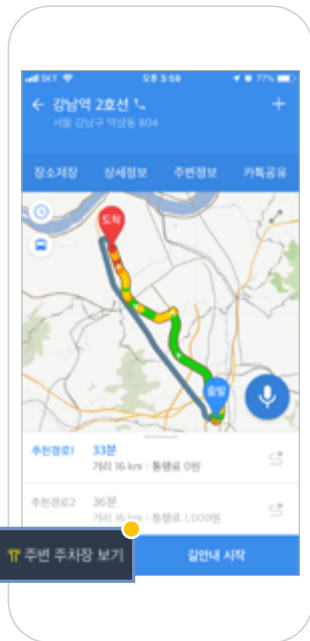 SKT 오후 3:59 77%
강남역 2호선
서울 강남구 역삼동 804
장소저장 상세정보 주변정보 카톡공유
도착
출발
추천경로1 33분
거리 16 km | 통행료 0원
추천경로2 36분
거리 16 km | 통행료 1,000원
주변 주차장 보기 길안내 시작